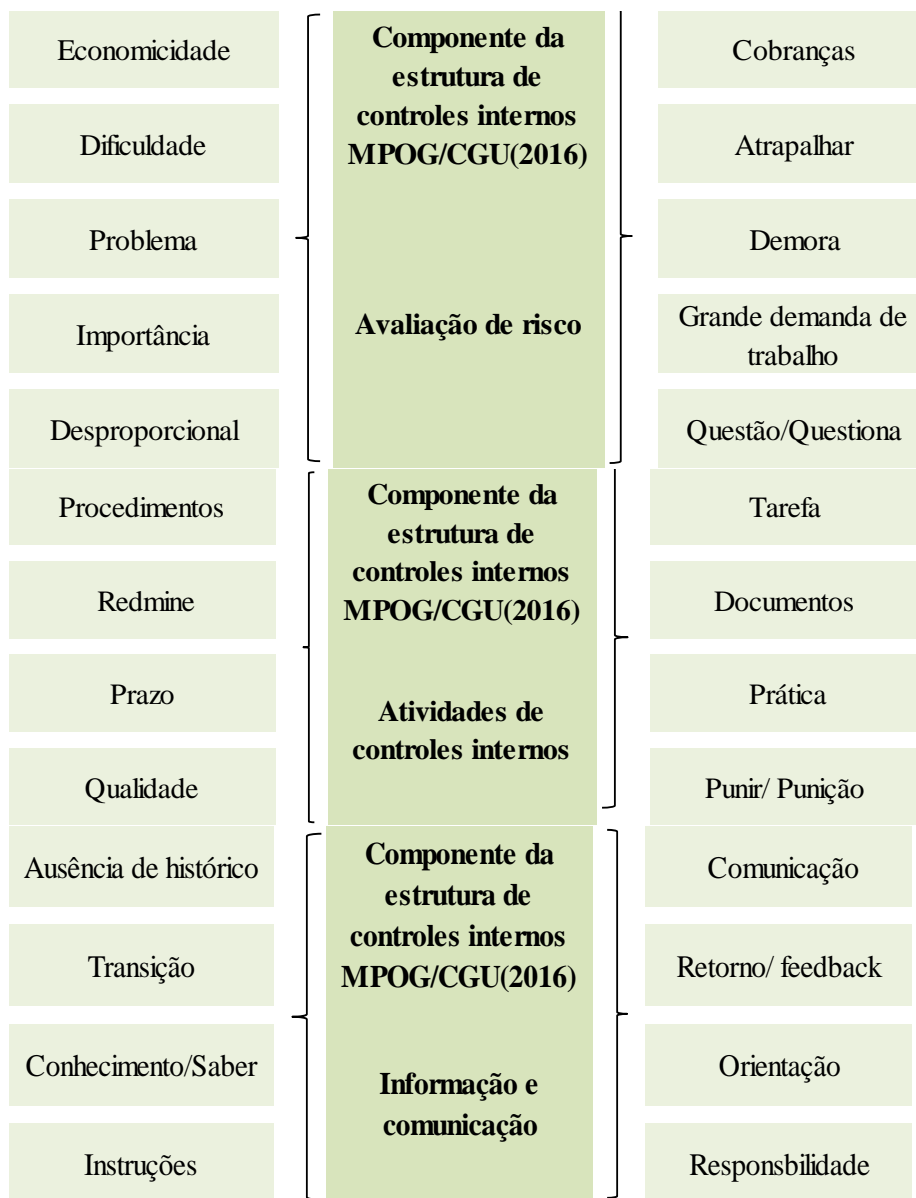 Economicidade
Dificuldade
Problema
Importância
Desproporcional
Componente da
estrutura de
controles internos
MPOG/CGU(2016)
Avaliação de risco
Cobranças
Atrapalhar
Demora
Grande demanda de
trabalho
Questão/Questiona
Procedimentos
Redmine
Prazo
Qualidade
Componente da
estrutura de
controles internos
MPOG/CGU(2016)
Atividades de
controles internos
Tarefa
Documentos
Prática
Punir/ Punição
Ausência de histórico
Transição
Conhecimento/Saber
Instruções
Componente da
estrutura de
controles internos
MPOG/CGU(2016)
Informação e
comunicação
Comunicação
Retorno/ feedback
Orientação
Responsbilidade